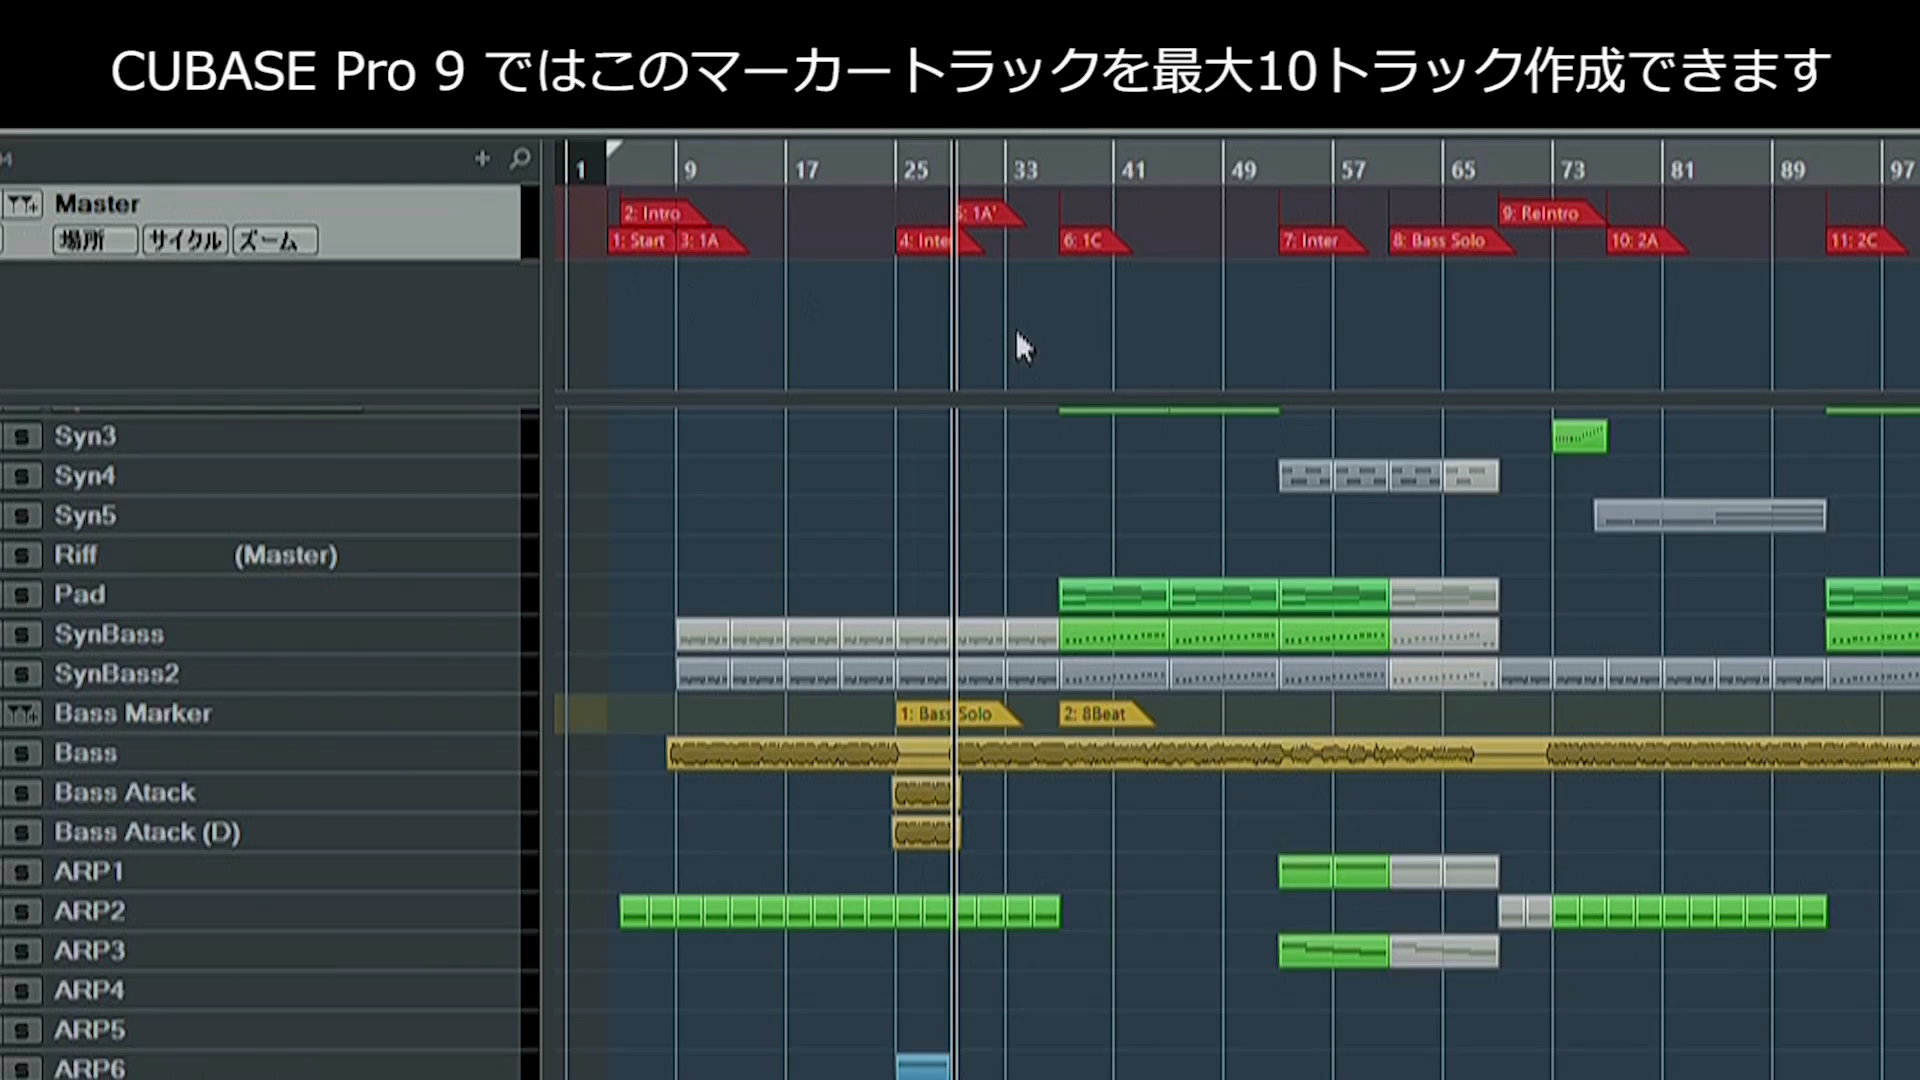 CUBASE Pro 9 ではこのマーカートラックを最大10トラック作成できます
1 9 17 25 33 41 49 57 65 73 81 89 97
Master
2: Intro 1A' 9: ReIntro
場所 サイクル ズーム
1: Start 3: 1A 4: Inte 6: 1C 7: Inter 8: Bass Solo 10: 2A 11: 2C
S Syn3
S Syn4
S Syn5
S Riff (Master)
S Pad
S SynBass
S SynBass2
Bass Marker 1: Bass Solo 2: 8Beat
S Bass
S Bass Atack
S Bass Atack (D)
S ARP1
S ARP2
S ARP3
S ARP4
S ARP5
S ARP6